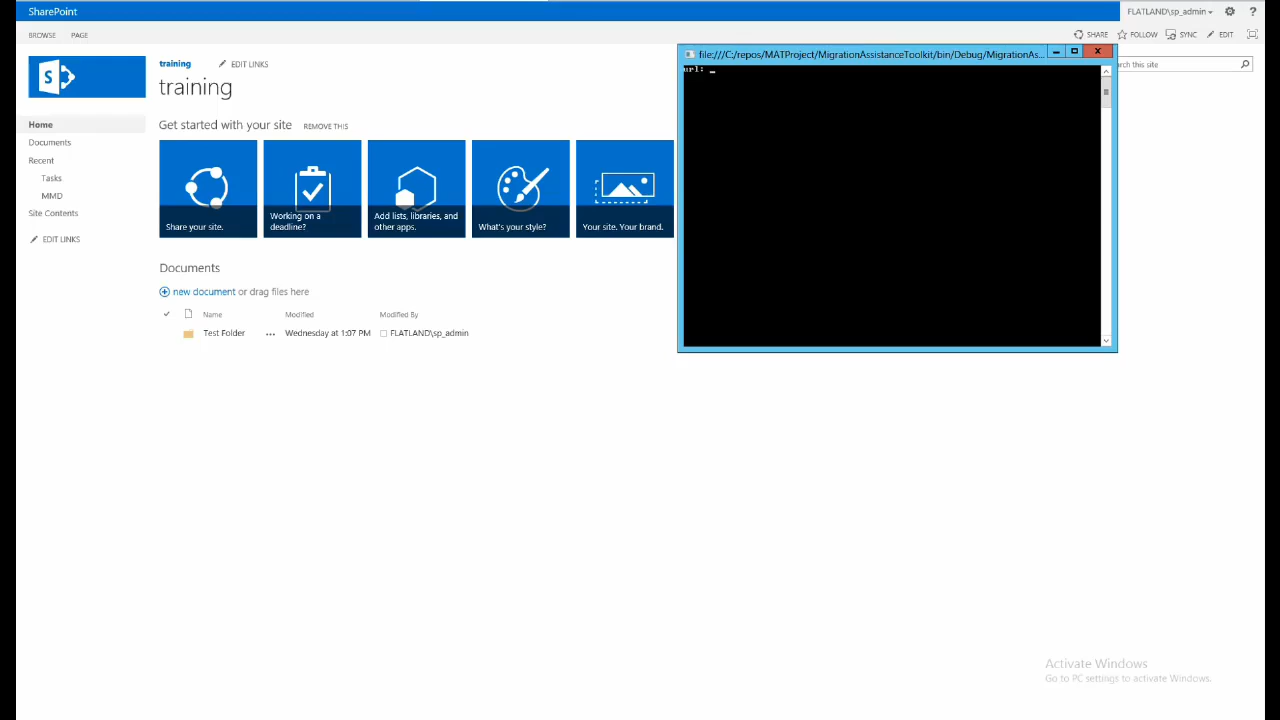 SharePoint
FLATLAND\sp_admin
?
BROWSE PAGE
SHARE FOLLOW SYNC EDIT
file:///C:/repos/MATProject/MigrationAssistanceToolkit/bin/Debug/MigrationAs...
url: _
training EDIT LINKS
rch this site
training
Home
Documents
Recent
Tasks
MMD
Site Contents
EDIT LINKS
Get started with your site REMOVE THIS
Share your site.
Working on a
deadline?
Add lists, libraries, and
other apps.
What's your style?
Your site. Your brand.
Documents
new document or drag files here
Name Modified Modified By
Test Folder ... Wednesday at 1:07 PM FLATLAND\sp_admin
Activate Windows
Go to PC settings to activate Windows.